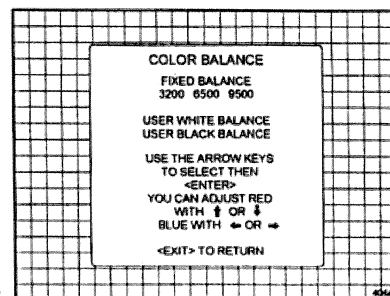 COLOR BALANCE
FIXED BALANCE
3200 6500 9500
USER WHITE BALANCE
USER BLACK BALANCE
USE THE ARROW KEYS
TO SELECT THEN
<ENTER>
YOU CAN ADJUST RED
WITH ↑ OR ↓
BLUE WITH ← OR →
<EXIT> TO RETURN